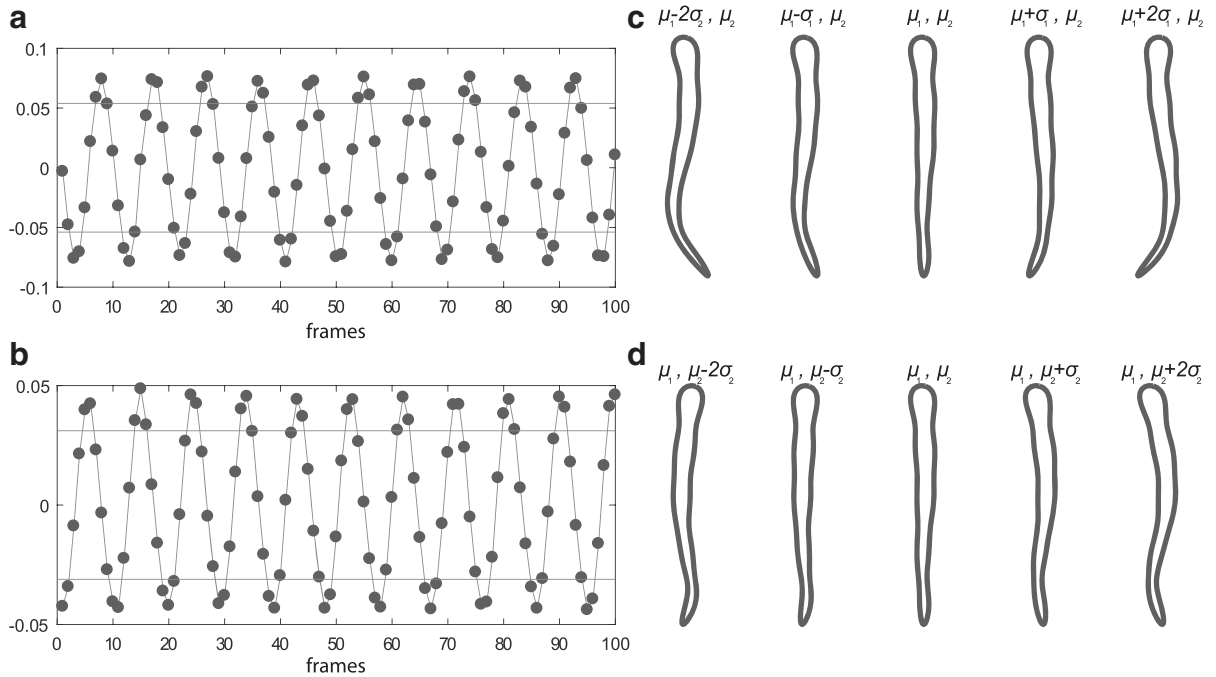 a
0.1
0.05
0
-0.05
-0.1
0 10 20 30 40 50 60 70 80 90 100
frames
b
0.05
0
-0.05
0 10 20 30 40 50 60 70 80 90 100
frames
c
μ₁-2σ₂ , μ₂ μ₁-σ₁ , μ₂ μ₁ , μ₂ μ₁+σ₁ , μ₂ μ₁+2σ₁ , μ₂
d
μ₁ , μ₂-2σ₂ μ₁ , μ₂-σ₂ μ₁ , μ₂ μ₁ , μ₂+σ₂ μ₁ , μ₂+2σ₂